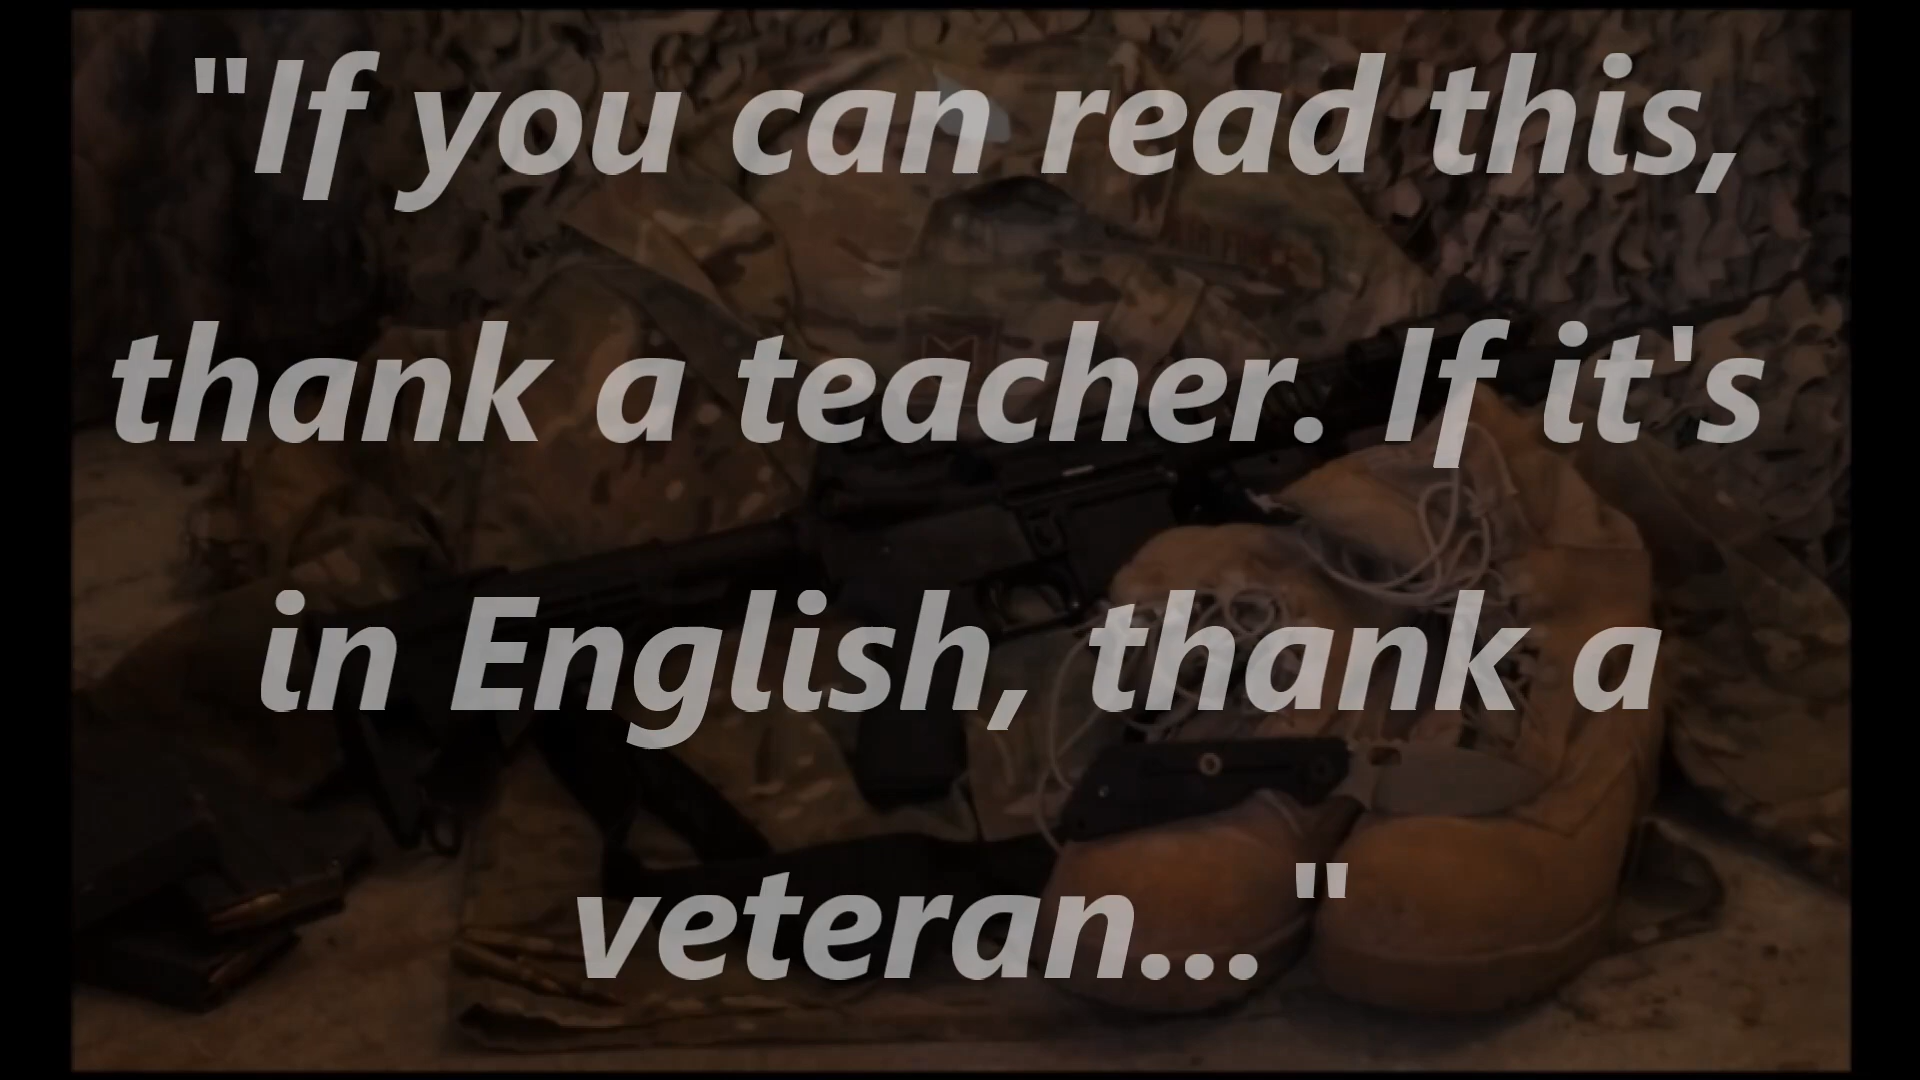 "If you can read this,
thank a teacher. If it's
in English, thank a
veteran... "